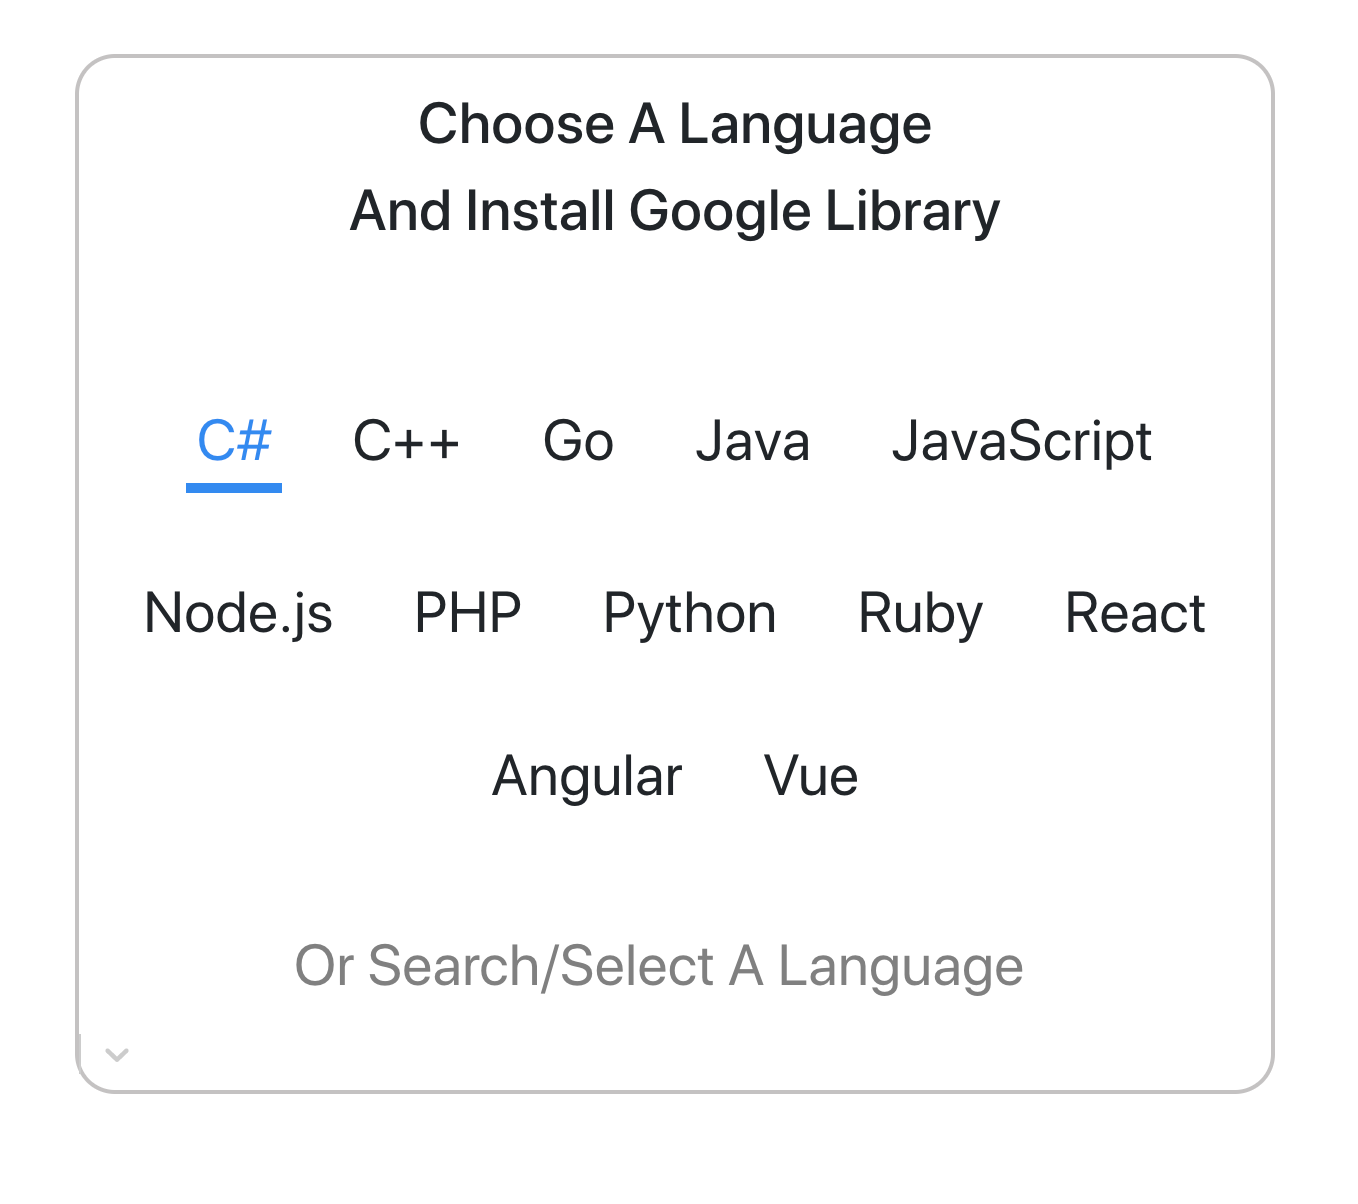 Choose A Language
And Install Google Library
C# C++ Go Java JavaScript
Node.js PHP Python Ruby React
Angular Vue
Or Search/Select A Language